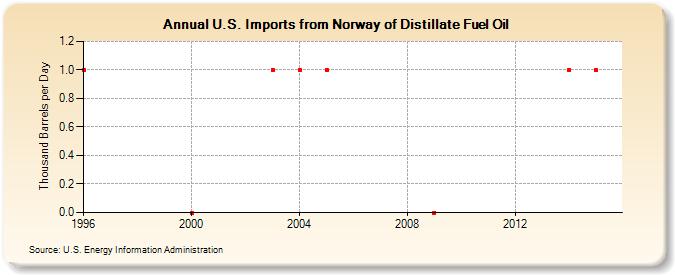 Annual U.S. Imports from Norway of Distillate Fuel Oil
Thousand Barrels per Day
1.2
1.0
0.8
0.6
0.4
0.2
0.0
1996 2000 2004 2008 2012
Source: U.S. Energy Information Administration